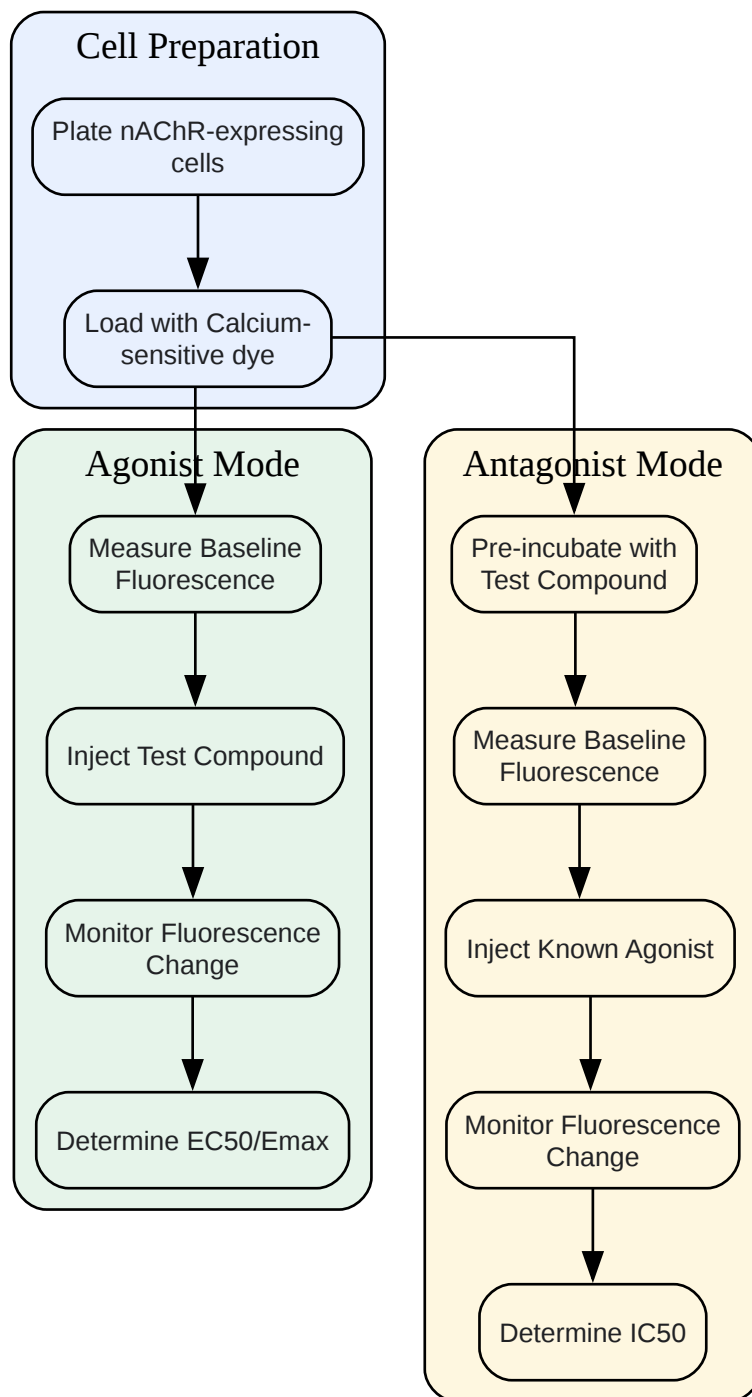 Cell Preparation
Plate nAChR-expressing
cells
Load with Calcium-
sensitive dye
Agonist Mode
Measure Baseline
Fluorescence
Inject Test Compound
Monitor Fluorescence
Change
Determine EC50/Emax
Antagonist Mode
Pre-incubate with
Test Compound
Measure Baseline
Fluorescence
Inject Known Agonist
Monitor Fluorescence
Change
Determine IC50